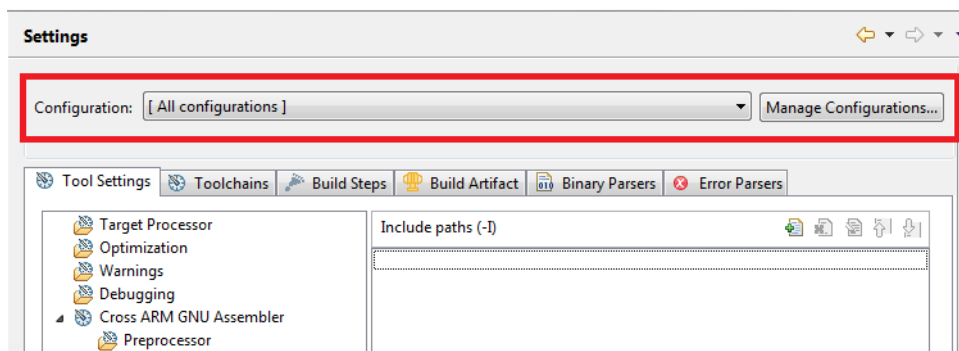 Settings
Configuration: [ All configurations ] Manage Configurations...
Tool Settings Toolchains Build Steps Build Artifact Binary Parsers Error Parsers
Target Processor Include paths (-I)
Optimization
Warnings
Debugging
Cross ARM GNU Assembler
Preprocessor